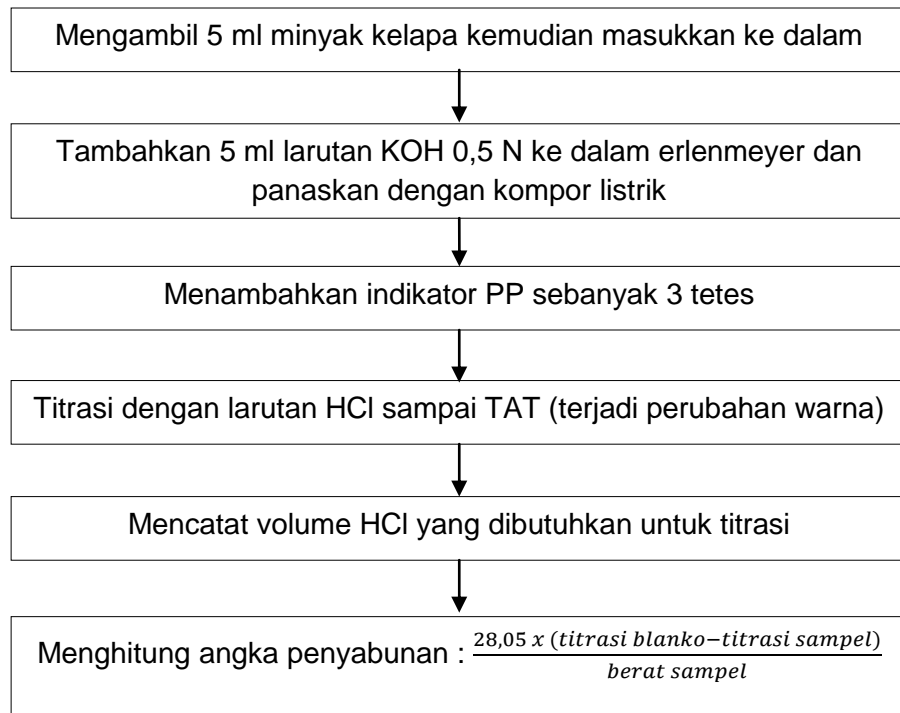 Mengambil 5 ml minyak kelapa kemudian masukkan ke dalam
Tambahkan 5 ml larutan KOH 0,5 N ke dalam erlenmeyer dan
panaskan dengan kompor listrik
Menambahkan indikator PP sebanyak 3 tetes
Titrasi dengan larutan HCl sampai TAT (terjadi perubahan warna)
Mencatat volume HCl yang dibutuhkan untuk titrasi
Menghitung angka penyabunan : 28,05 x (titrasi blanko−titrasi sampel)
berat sampel